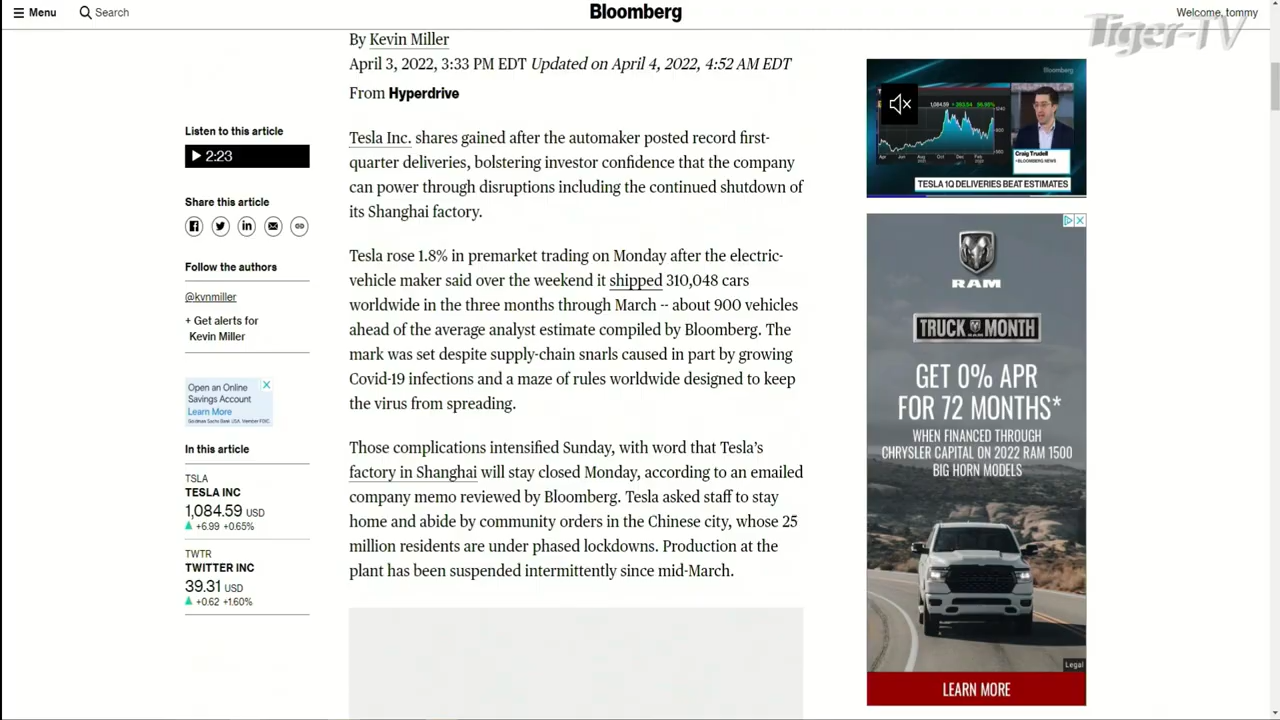 Menu
Search
Bloomberg
Welcome, tommy
Tiger-TV
By Kevin Miller
April 3, 2022, 3:33 PM EDT Updated on April 4, 2022, 4:52 AM EDT
From Hyperdrive
Listen to this article
2:23
Share this article
Follow the authors
@kvnmiller
+ Get alerts for
Kevin Miller
Open an Online
Savings Account
Learn More
Goldman Sachs Bank USA. Member FDIC.
In this article
TSLA
TESLA INC
1,084.59 USD
+6.99 +0.65%
TWTR
TWITTER INC
39.31 USD
+0.62 +1.60%
Tesla Inc. shares gained after the automaker posted record first-
quarter deliveries, bolstering investor confidence that the company
can power through disruptions including the continued shutdown of
its Shanghai factory.
Tesla rose 1.8% in premarket trading on Monday after the electric-
vehicle maker said over the weekend it shipped 310,048 cars
worldwide in the three months through March -- about 900 vehicles
ahead of the average analyst estimate compiled by Bloomberg. The
mark was set despite supply-chain snarls caused in part by growing
Covid-19 infections and a maze of rules worldwide designed to keep
the virus from spreading.
Those complications intensified Sunday, with word that Tesla's
factory in Shanghai will stay closed Monday, according to an emailed
company memo reviewed by Bloomberg. Tesla asked staff to stay
home and abide by community orders in the Chinese city, whose 25
million residents are under phased lockdowns. Production at the
plant has been suspended intermittently since mid-March.
Bloomberg
1,084.59
Craig Trudell
BLOOMBERG NEWS
TESLA 1Q DELIVERIES BEAT ESTIMATES
RAM
TRUCK MONTH
GET 0% APR
FOR 72 MONTHS*
WHEN FINANCED THROUGH
CHRYSLER CAPITAL ON 2022 RAM 1500
BIG HORN MODELS
Legal
LEARN MORE